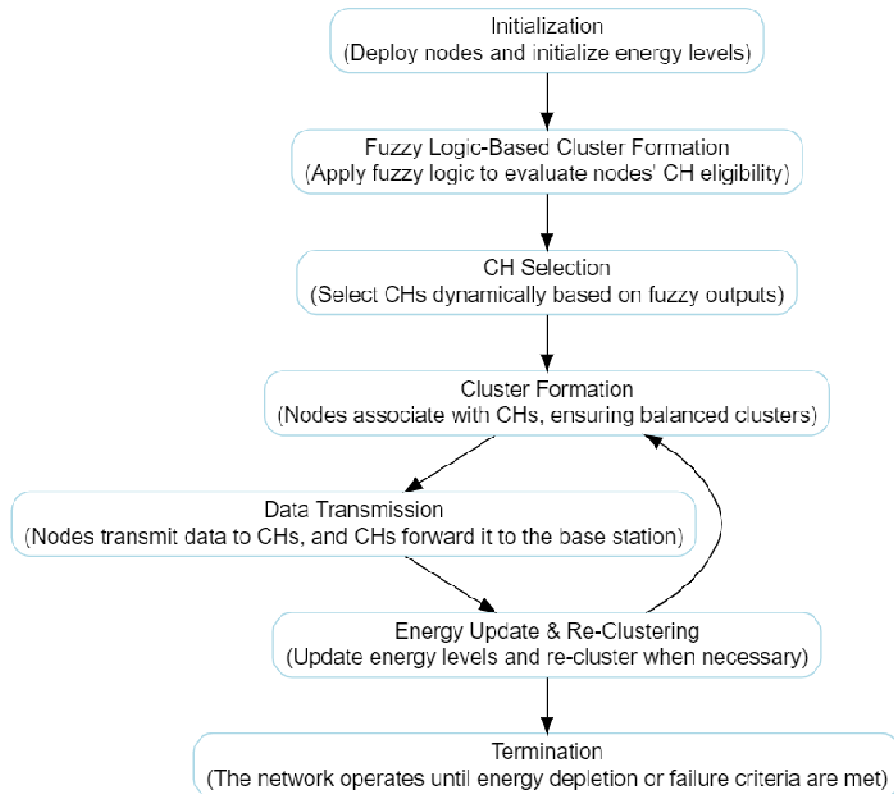 Initialization
(Deploy nodes and initialize energy levels)
Fuzzy Logic-Based Cluster Formation
(Apply fuzzy logic to evaluate nodes' CH eligibility)
CH Selection
(Select CHs dynamically based on fuzzy outputs)
Cluster Formation
(Nodes associate with CHs, ensuring balanced clusters)
Data Transmission
(Nodes transmit data to CHs, and CHs forward it to the base station)
Energy Update & Re-Clustering
(Update energy levels and re-cluster when necessary)
Termination
(The network operates until energy depletion or failure criteria are met)